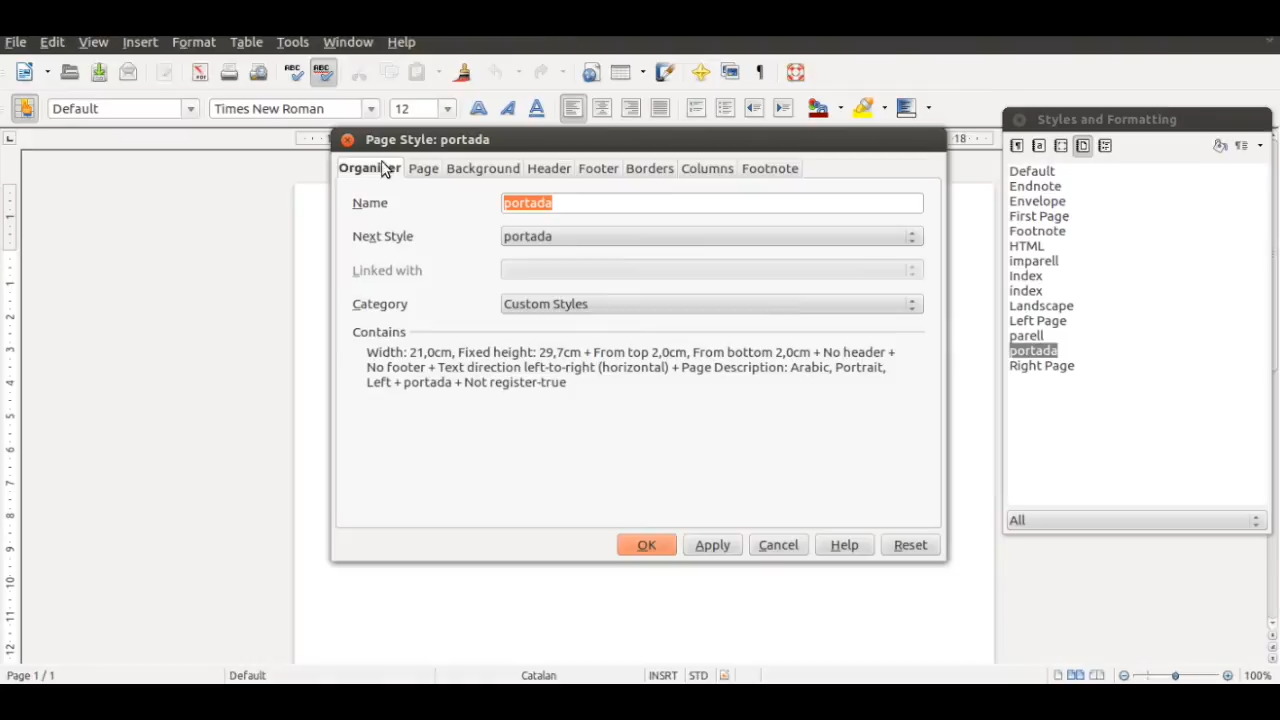 File Edit View Insert Format Table Tools Window Help
Default Times New Roman 12
Page Style: portada
Organizer Page Background Header Footer Borders Columns Footnote
Name portada
Next Style portada
Linked with
Category Custom Styles
Contains
Width: 21,0cm, Fixed height: 29,7cm + From top 2,0cm, From bottom 2,0cm + No header +
No footer + Text direction left-to-right (horizontal) + Page Description: Arabic, Portrait,
Left + portada + Not register-true
OK Apply Cancel Help Reset
Styles and Formatting
Default
Endnote
Envelope
First Page
Footnote
HTML
imparell
Index
índex
Landscape
Left Page
parell
portada
Right Page
All
Page 1 / 1 Default Catalan INSRT STD 100%